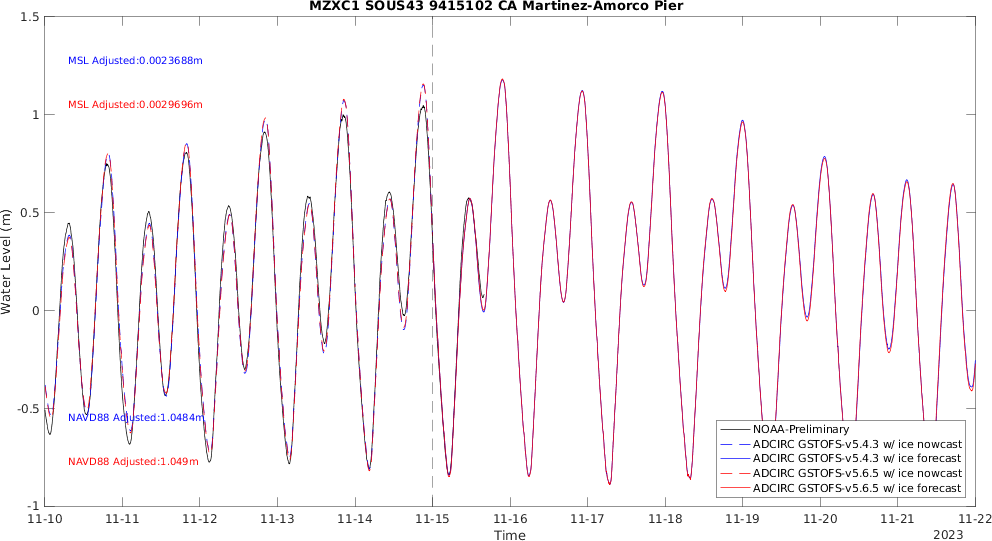 MZXC1 SOUS43 9415102 CA Martinez-Amorco Pier
1.5
1
0.5
0
-0.5
-1
Water Level (m)
MSL Adjusted:0.0023688m
MSL Adjusted:0.0029696m
NAVD88 Adjusted:1.0484m
NAVD88 Adjusted:1.049m
NOAA-Preliminary
ADCIRC GSTOFS-v5.4.3 w/ ice nowcast
ADCIRC GSTOFS-v5.4.3 w/ ice forecast
ADCIRC GSTOFS-v5.6.5 w/ ice nowcast
ADCIRC GSTOFS-v5.6.5 w/ ice forecast
11-10 11-11 11-12 11-13 11-14 11-15 11-16 11-17 11-18 11-19 11-20 11-21 11-22
Time
2023